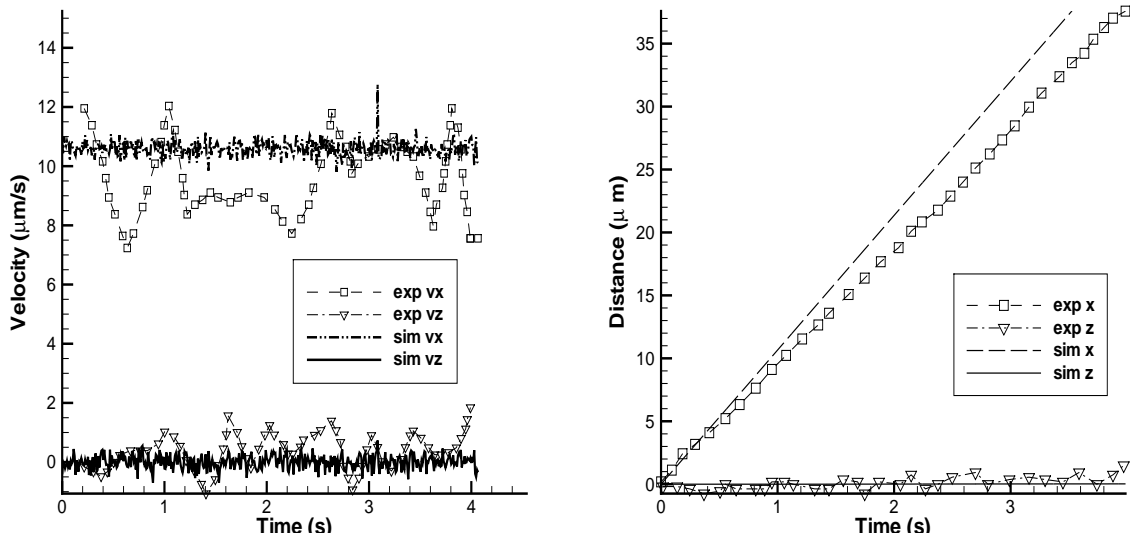 14
12
10
8
6
4
2
0
Velocity (μm/s)
exp vx
exp vz
sim vx
sim vz
0
1
2
3
4
Time (s)
35
30
25
20
15
10
5
0
Distance (μ m)
exp x
exp z
sim x
sim z
0
1
2
3
Time (s)